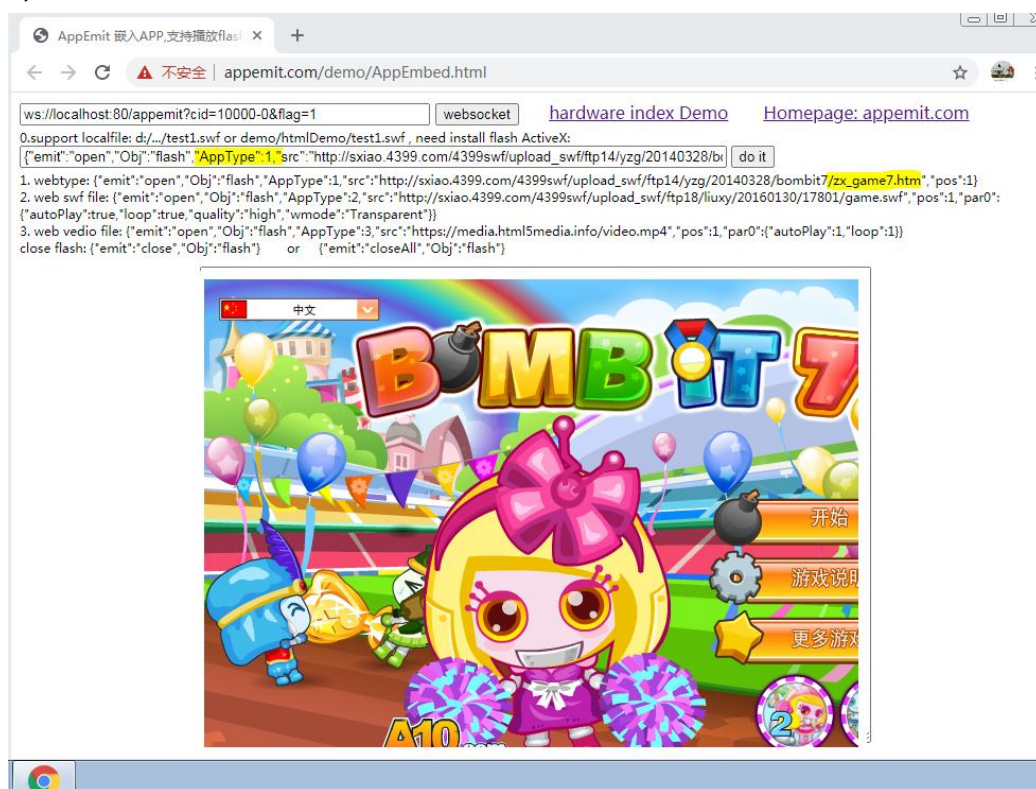 AppEmit 嵌入APP,支持播放flas
不安全 | appemit.com/demo/AppEmbed.html
ws://localhost:80/appemit?cid=10000-0&flag=1 websocket hardware index Demo Homepage: appemit.com
0.support localfile: d:/.../test1.swf or demo/htmlDemo/test1.swf , need install flash ActiveX:
{"emit":"open","Obj":"flash","AppType":1,"src":"http://sxiao.4399.com/4399swf/upload_swf/ftp14/yzg/20140328/bo do it
1. webtype: {"emit":"open","Obj":"flash","AppType":1,"src":"http://sxiao.4399.com/4399swf/upload_swf/ftp14/yzg/20140328/bombit7/zx_game7.htm","pos":1}
2. web swf file: {"emit":"open","Obj":"flash","AppType":2,"src":"http://sxiao.4399.com/4399swf/upload_swf/ftp18/liuxy/20160130/17801/game.swf","pos":1,"par0":
{"autoPlay":true,"loop":true,"quality":"high","wmode":"Transparent"}}
3. web vedio file: {"emit":"open","Obj":"flash","AppType":3,"src":"https://media.html5media.info/video.mp4","pos":1,"par0":{"autoPlay":1,"loop":1}}
close flash: {"emit":"close","Obj":"flash"} or {"emit":"closeAll","Obj":"flash"}
中文
BOMB IT 7
开始
游戏说明
更多游戏
2
A10.com